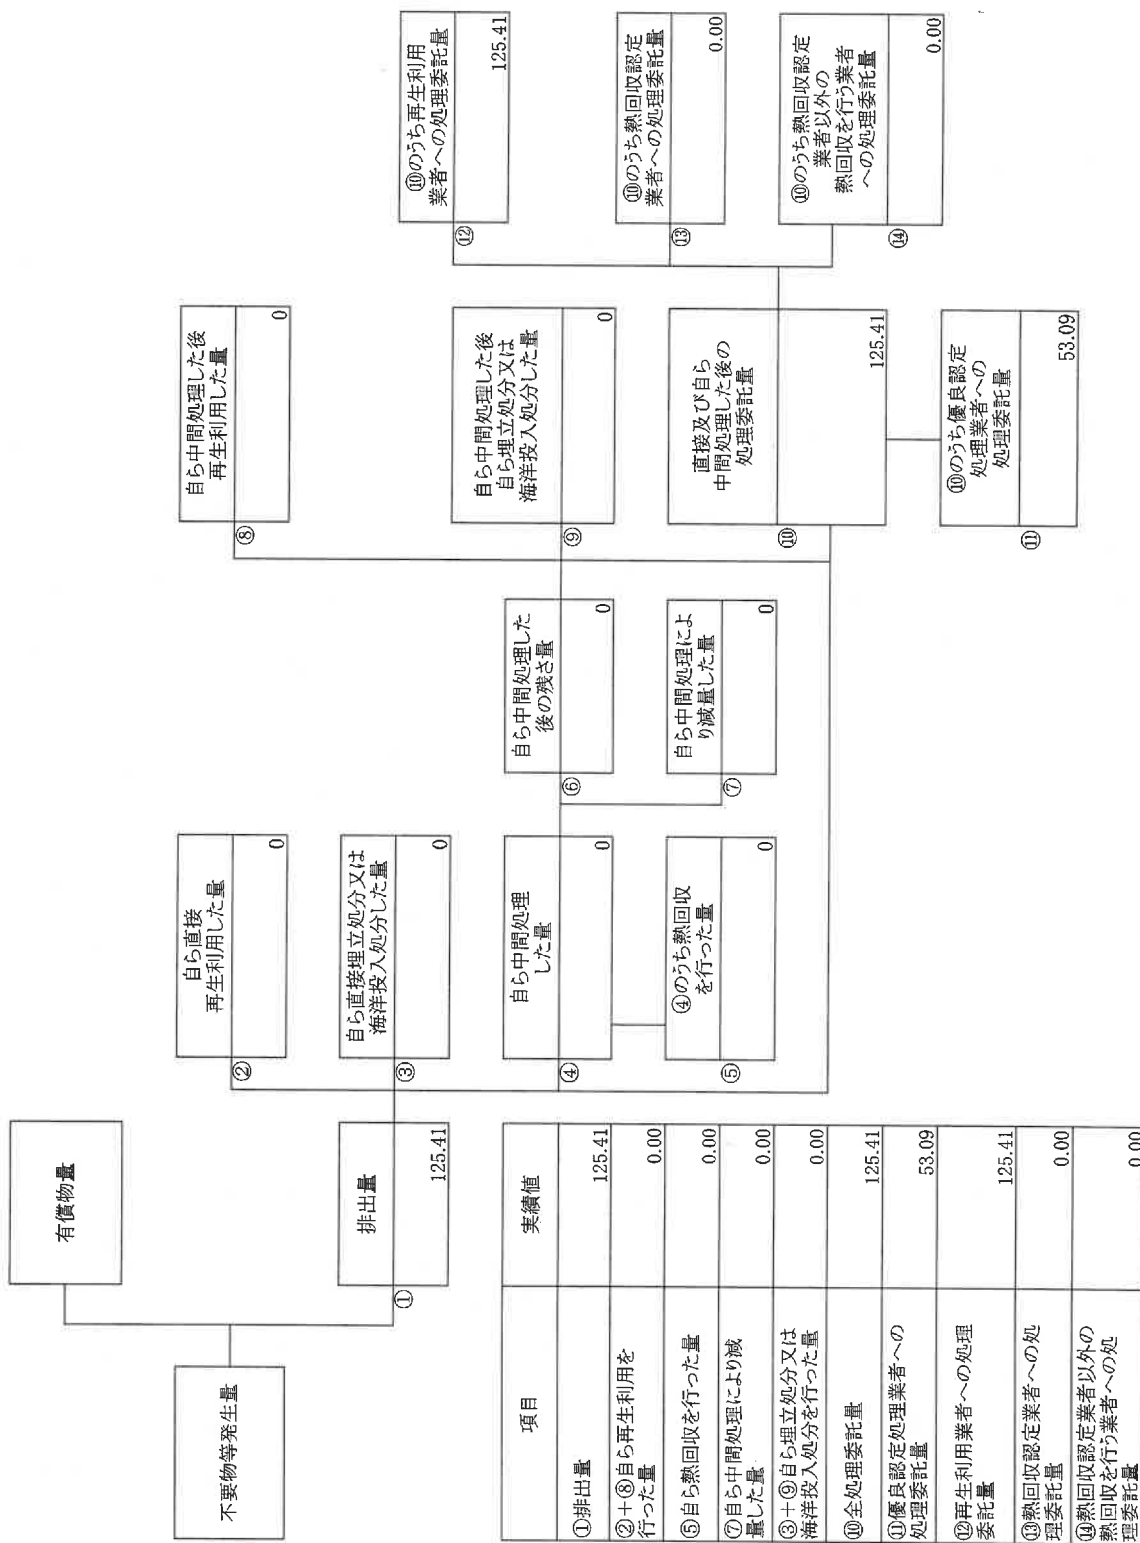 不要物等発生量
有償物量
①
排出量
125.41
②
自ら直接
再生利用した量
0
③
自ら直接埋立処分又は
海洋投入処分した量
0
④
自ら中間処理
した量
0
⑤
④のうち熱回収
を行った量
0
⑥
自ら中間処理した
後の残さ量
0
⑦
自ら中間処理によ
り減量した量
0
⑧
自ら中間処理した後
再生利用した量
0
⑨
自ら中間処理した後
自ら埋立処分又は
海洋投入処分した量
0
⑩
直接及び自ら
中間処理した後の
処理委託量
125.41
⑪
⑩のうち優良認定
処理業者への
処理委託量
53.09
⑫
⑩のうち再生利用
業者への処理委託量
125.41
⑬
⑩のうち熱回収認定
業者への処理委託量
0.00
⑭
⑩のうち熱回収認定
業者以外の
熱回収を行う業者
への処理委託量
0.00
項目
実績値
①排出量
125.41
②+⑧自ら再生利用を
行った量
0.00
⑤自ら熱回収を行った量
0.00
⑦自ら中間処理により減
量した量
0.00
③+⑨自ら埋立処分又は
海洋投入処分を行った量
0.00
⑩全処理委託量
125.41
⑪優良認定処理業者への
処理委託量
53.09
⑫再生利用業者への処理
委託量
125.41
⑬熱回収認定業者への処
理委託量
0.00
⑭熱回収認定業者以外の
熱回収を行う業者への処
理委託量
0.00